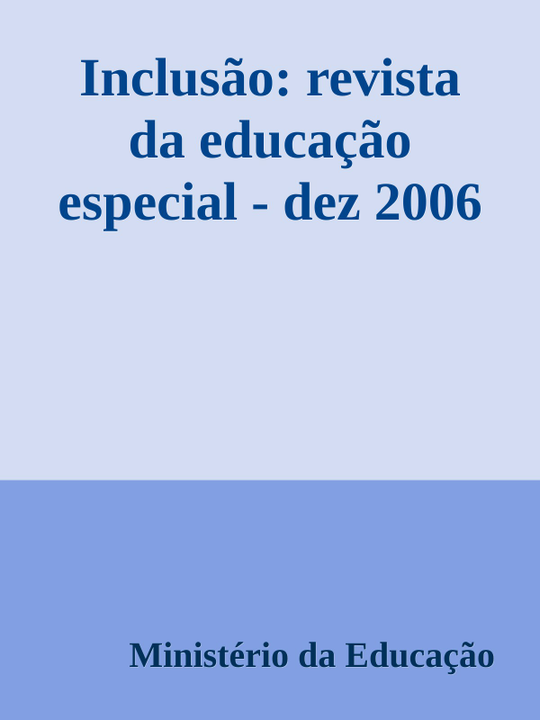 Inclusão: revista
da educação
especial - dez 2006
Ministério da Educação